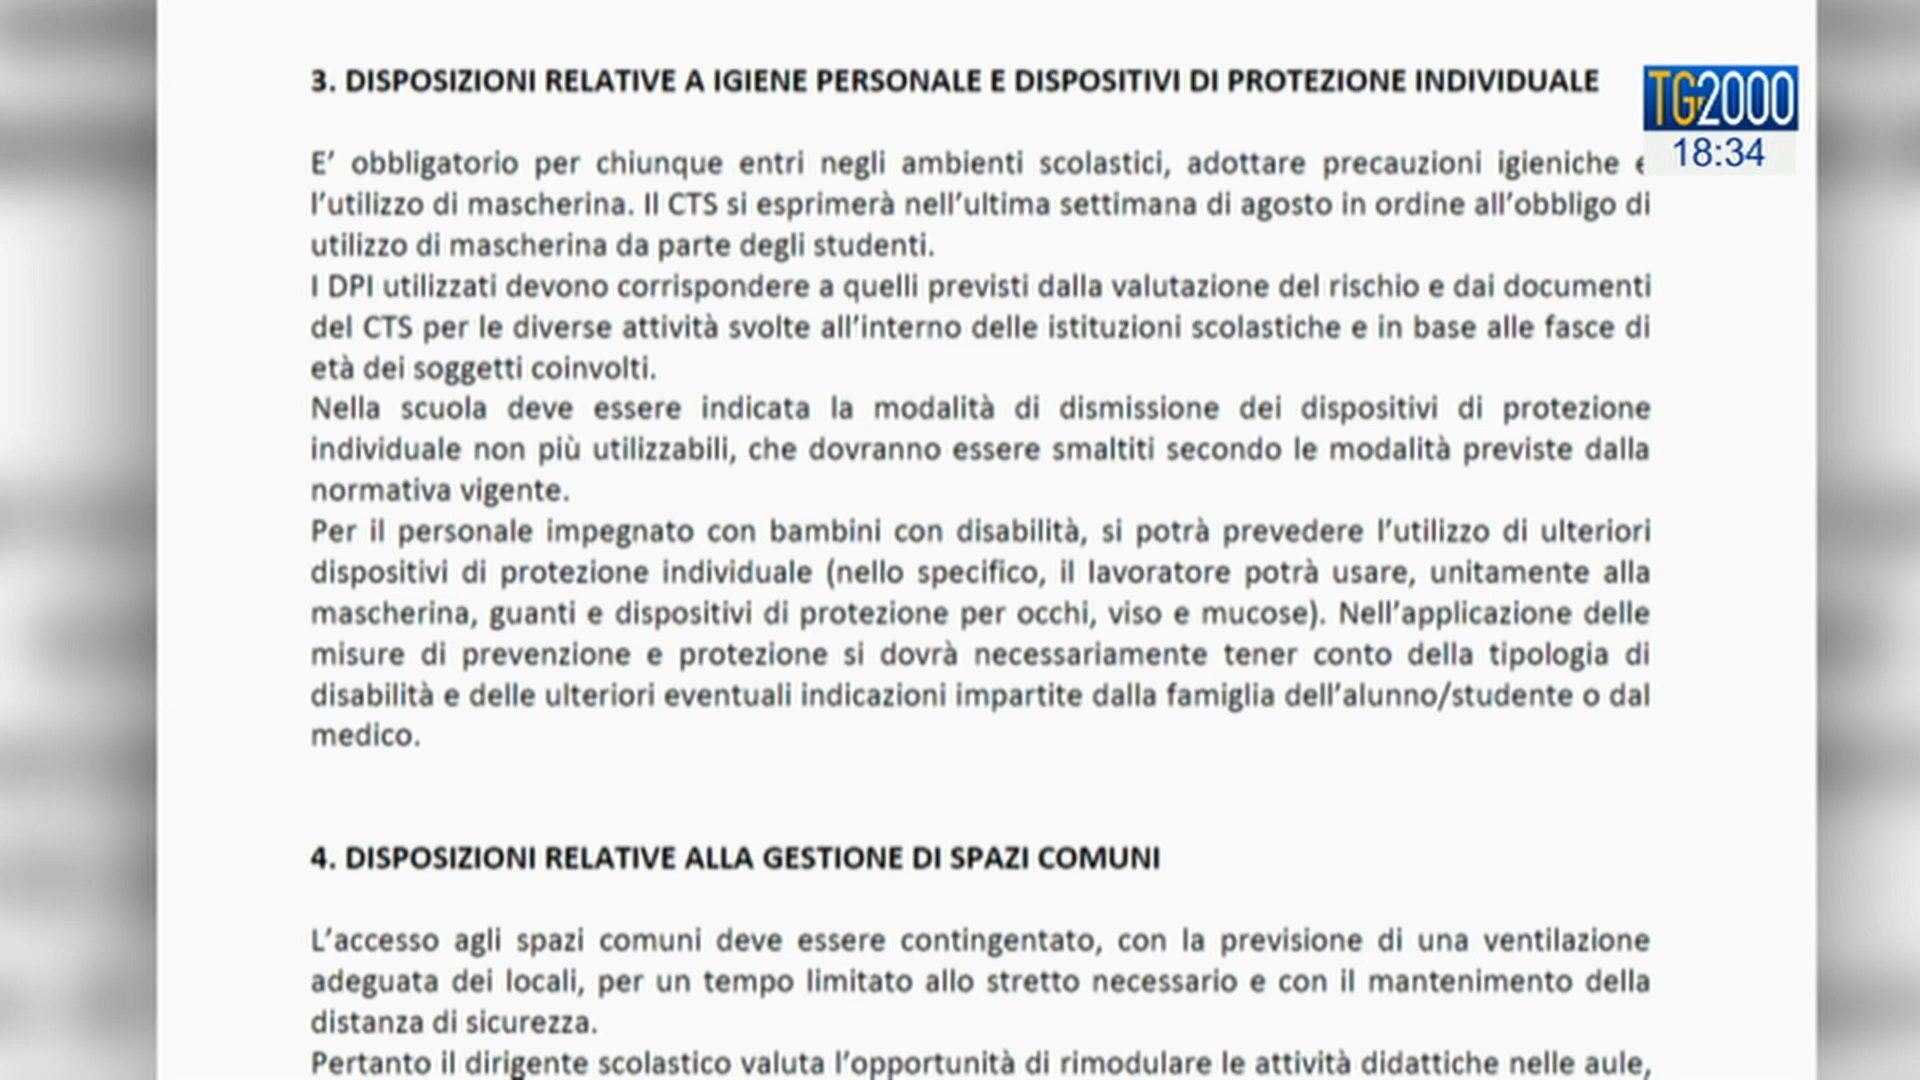 3. DISPOSIZIONI RELATIVE A IGIENE PERSONALE E DISPOSITIVI DI PROTEZIONE INDIVIDUALE
TG2000
18:34
E’ obbligatorio per chiunque entri negli ambienti scolastici, adottare precauzioni igieniche e
l’utilizzo di mascherina. Il CTS si esprimerà nell’ultima settimana di agosto in ordine all’obbligo di
utilizzo di mascherina da parte degli studenti.
I DPI utilizzati devono corrispondere a quelli previsti dalla valutazione del rischio e dai documenti
del CTS per le diverse attività svolte all’interno delle istituzioni scolastiche e in base alle fasce di
età dei soggetti coinvolti.
Nella scuola deve essere indicata la modalità di dismissione dei dispositivi di protezione
individuale non più utilizzabili, che dovranno essere smaltiti secondo le modalità previste dalla
normativa vigente.
Per il personale impegnato con bambini con disabilità, si potrà prevedere l’utilizzo di ulteriori
dispositivi di protezione individuale (nello specifico, il lavoratore potrà usare, unitamente alla
mascherina, guanti e dispositivi di protezione per occhi, viso e mucose). Nell’applicazione delle
misure di prevenzione e protezione si dovrà necessariamente tener conto della tipologia di
disabilità e delle ulteriori eventuali indicazioni impartite dalla famiglia dell’alunno/studente o dal
medico.
4. DISPOSIZIONI RELATIVE ALLA GESTIONE DI SPAZI COMUNI
L’accesso agli spazi comuni deve essere contingentato, con la previsione di una ventilazione
adeguata dei locali, per un tempo limitato allo stretto necessario e con il mantenimento della
distanza di sicurezza.
Pertanto il dirigente scolastico valuta l’opportunità di rimodulare le attività didattiche nelle aule,